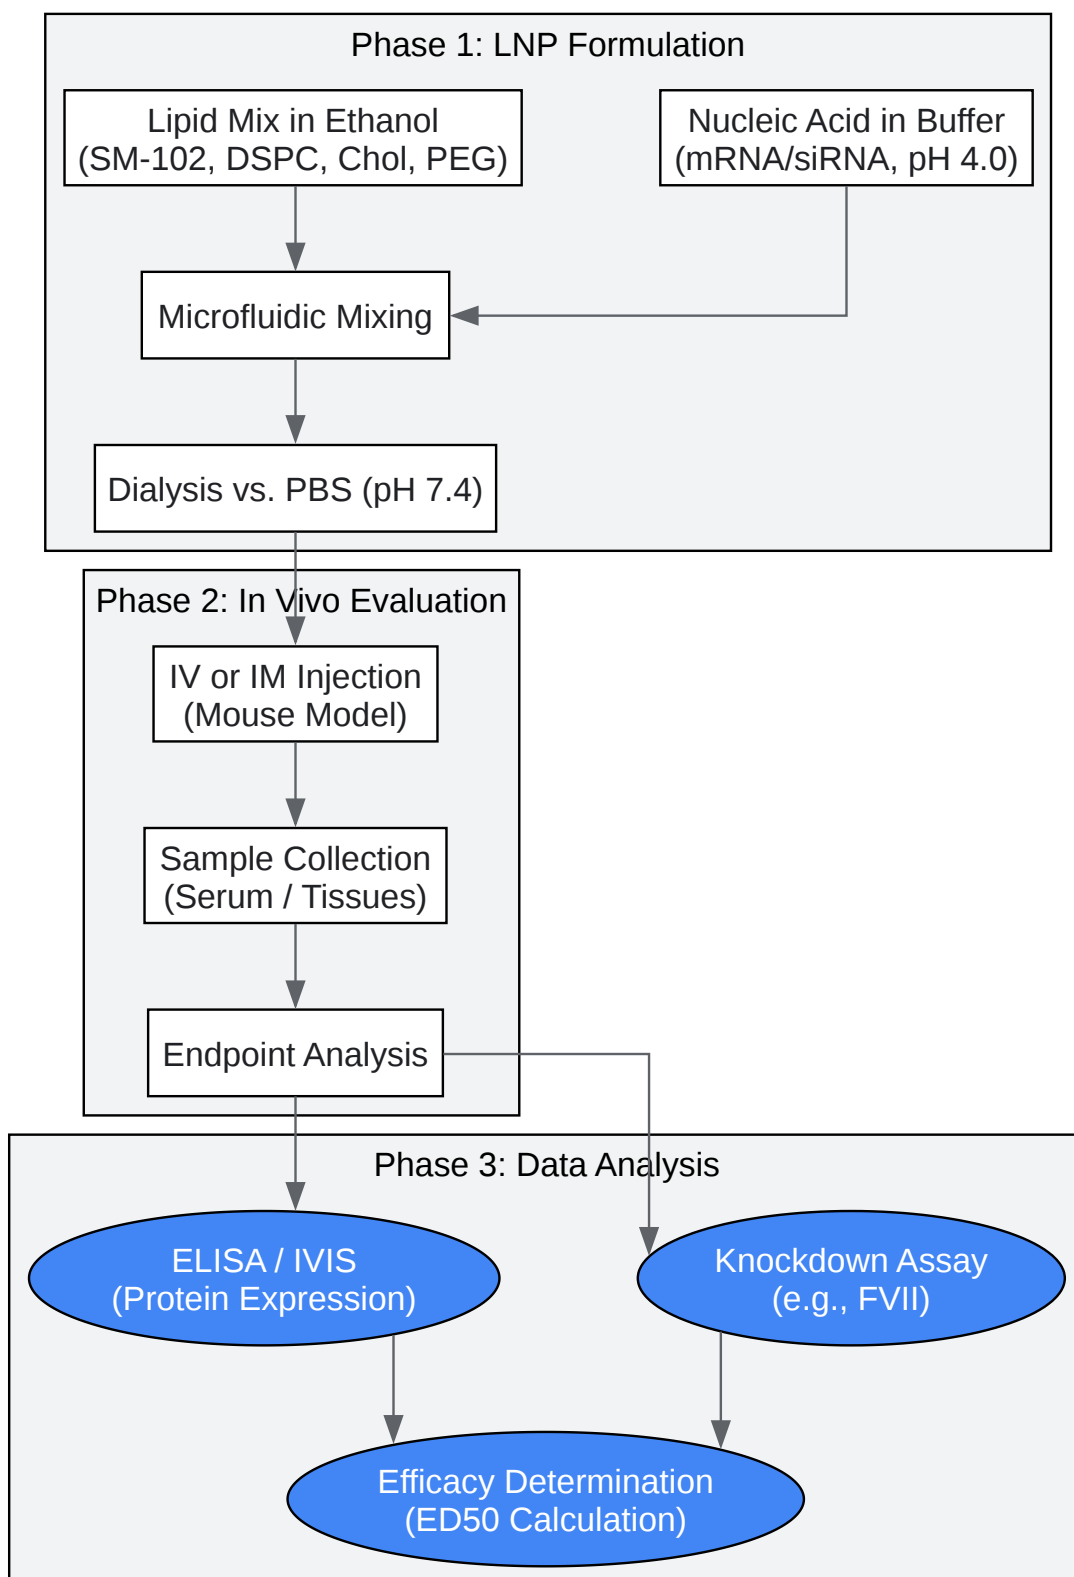 Phase 1: LNP Formulation
Lipid Mix in Ethanol
(SM-102, DSPC, Chol, PEG)
Nucleic Acid in Buffer
(mRNA/siRNA, pH 4.0)
Microfluidic Mixing
Dialysis vs. PBS (pH 7.4)
Phase 2: In Vivo Evaluation
IV or IM Injection
(Mouse Model)
Sample Collection
(Serum / Tissues)
Endpoint Analysis
Phase 3: Data Analysis
ELISA / IVIS
(Protein Expression)
Knockdown Assay
(e.g., FVII)
Efficacy Determination
(ED50 Calculation)